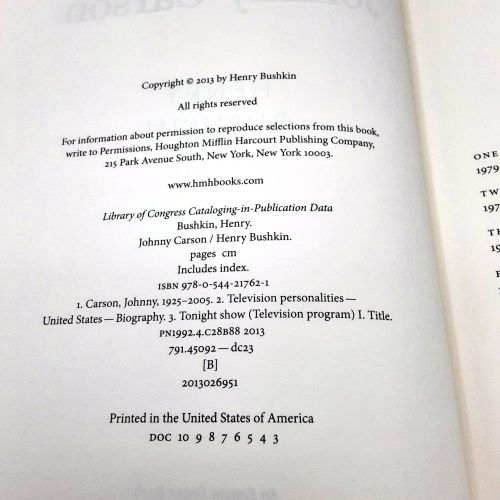 Copyright © 2013 by Henry Bushkin
All rights reserved
For information about permission to reproduce selections from this book,
write to Permissions, Houghton Mifflin Harcourt Publishing Company,
215 Park Avenue South, New York, New York 10003.
www.hmhbooks.com
Library of Congress Cataloging-in-Publication Data
Bushkin, Henry.
Johnny Carson / Henry Bushkin.
pages cm
Includes index.
ISBN 978-0-544-21762-1
1. Carson, Johnny, 1925–2005. 2. Television personalities—
United States—Biography. 3. Tonight show (Television program) I. Title.
PN1992.4.C28B88 2013
791.45092—dc23
[B]
2013026951
Printed in the United States of America
DOC 10 9 8 7 6 5 4 3
ONE
1979